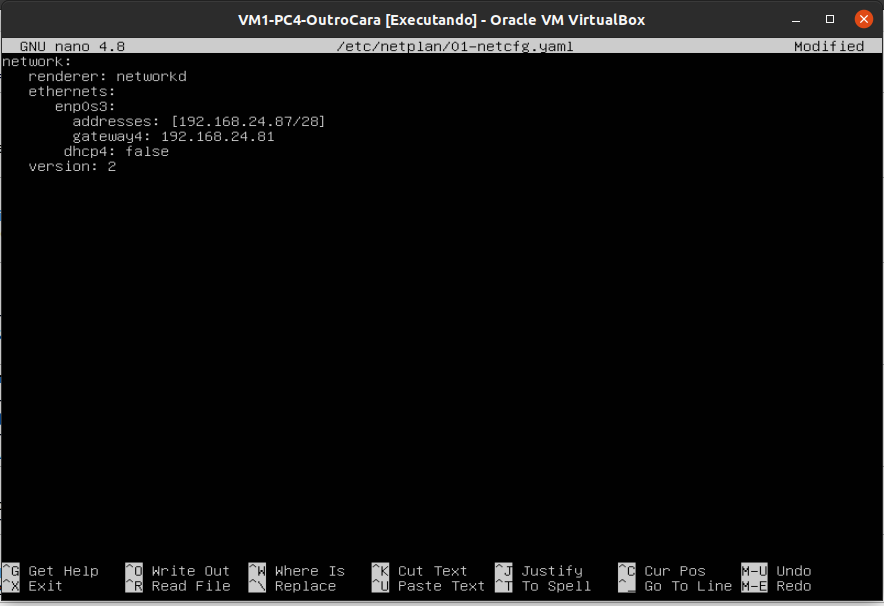 VM1-PC4-OutroCara [Executando] - Oracle VM VirtualBox
GNU nano 4.8 /etc/netplan/01-netcfg.yaml Modified
network:
   renderer: networkd
   ethernets:
      enp0s3:
        addresses: [192.168.24.87/28]
        gateway4: 192.168.24.81
       dhcp4: false
   version: 2
^G Get Help ^O Write Out ^W Where Is ^K Cut Text ^J Justify ^C Cur Pos M-U Undo
^X Exit ^R Read File ^\ Replace ^U Paste Text ^T To Spell ^_ Go To Line M-E Redo